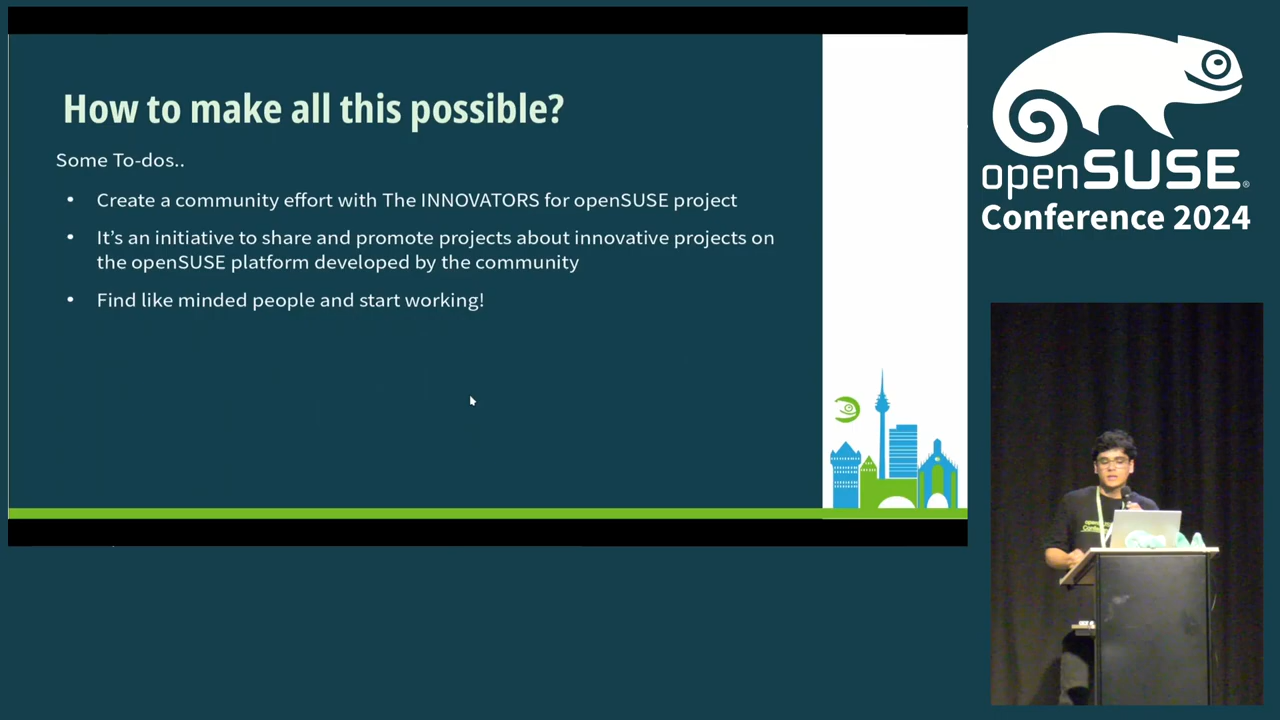 How to make all this possible?
Some To-dos..
• Create a community effort with The INNOVATORS for openSUSE project
• It's an initiative to share and promote projects about innovative projects on
the openSUSE platform developed by the community
• Find like minded people and start working!
openSUSE®
Conference 2024